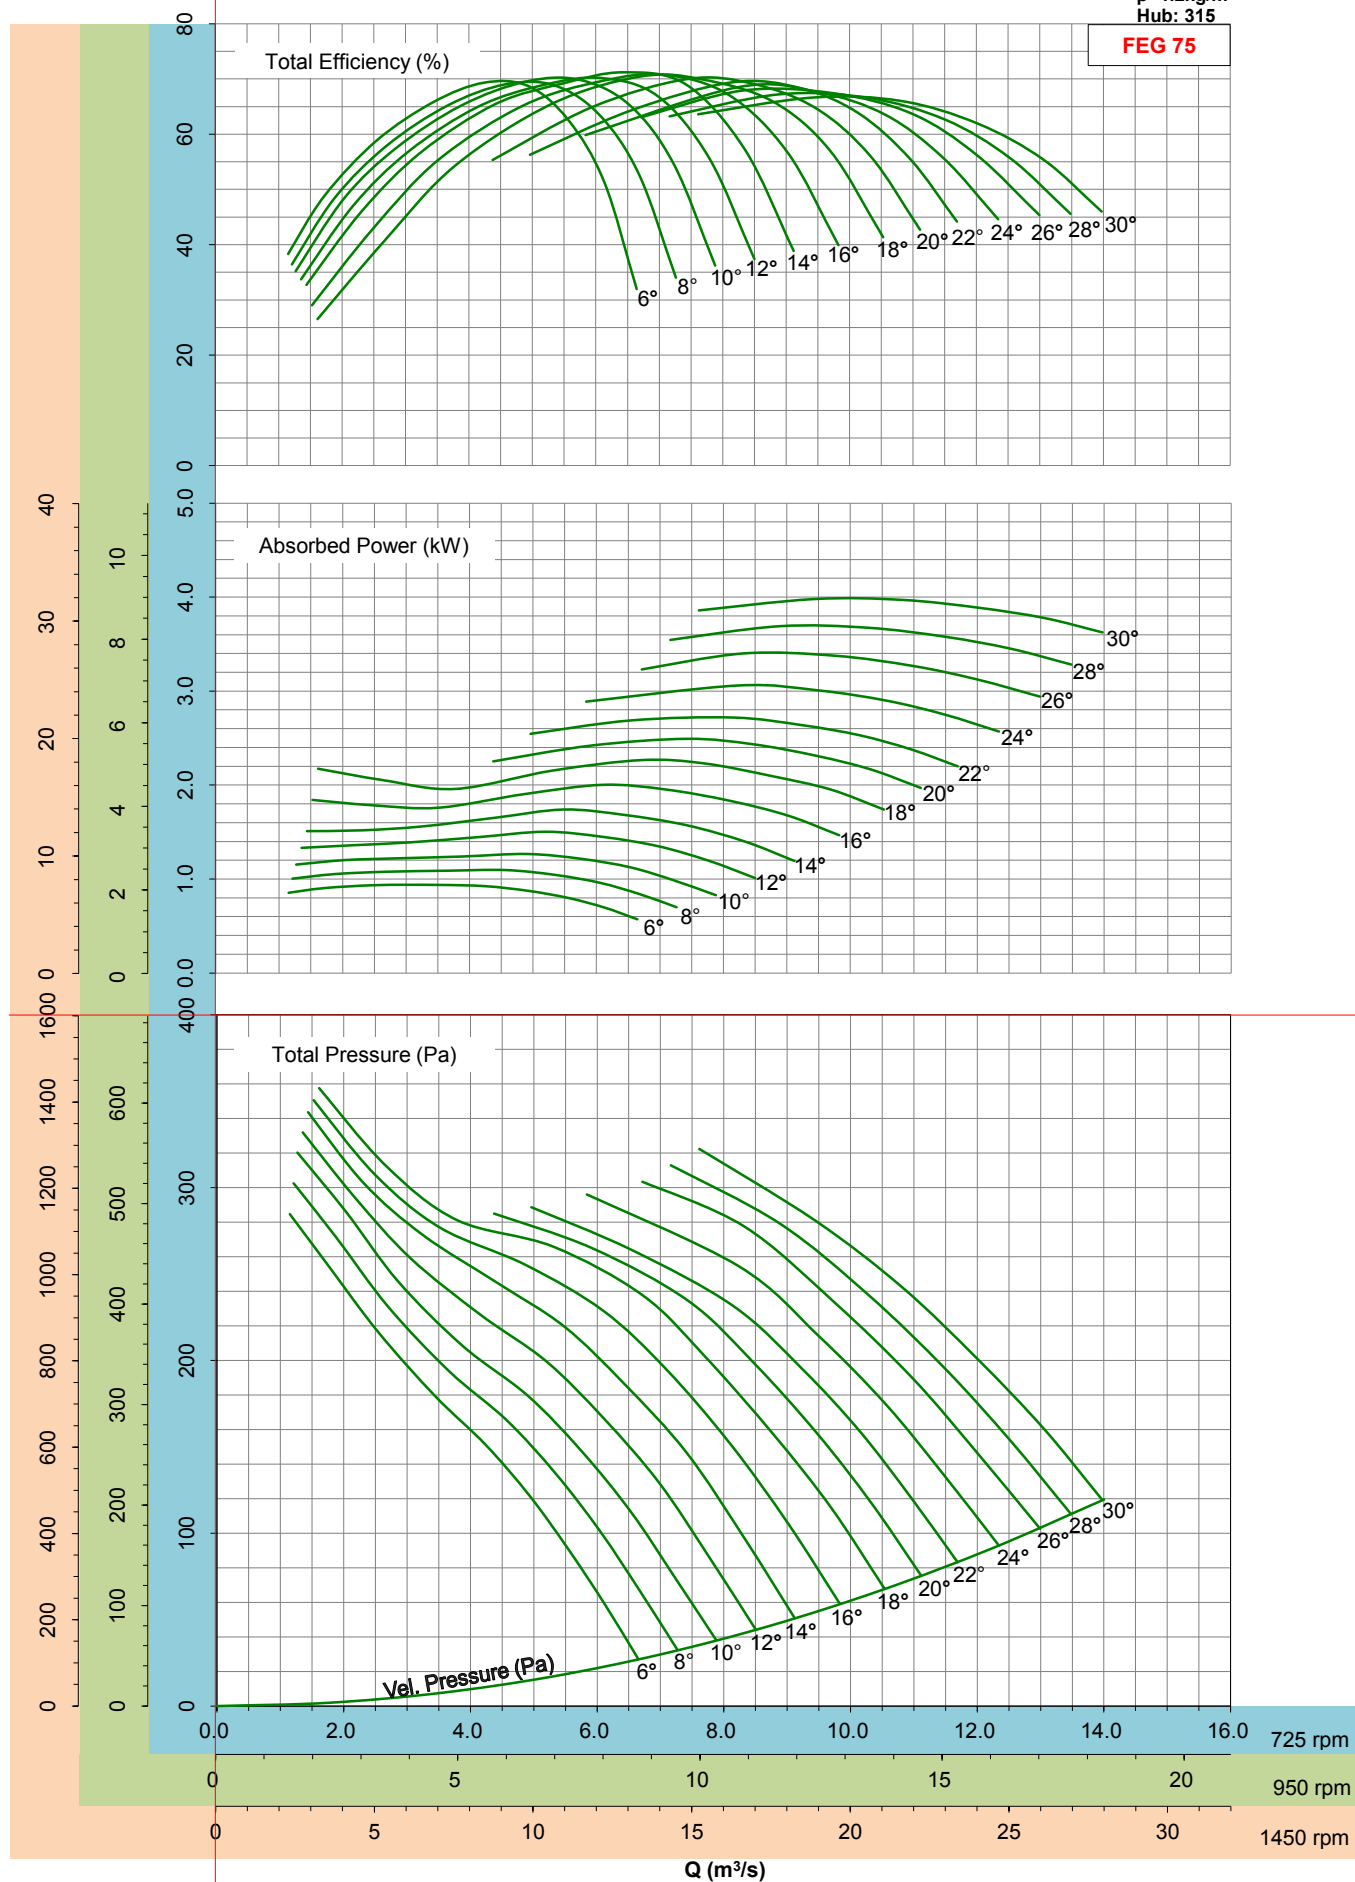 Hub: 315
FEG 75
Total Efficiency (%)
80
60
40
20
0
6° 8° 10° 12° 14° 16° 18° 20° 22° 24° 26° 28° 30°
Absorbed Power (kW)
40 30 20 10 0
10 8 6 4 2 0
5.0 4.0 3.0 2.0 1.0 0.0
30°
28°
26°
24°
22°
20°
18°
16°
14°
12°
10°
8°
6°
Total Pressure (Pa)
1600 1400 1200 1000 800 600 400 200 0
600 500 400 300 200 100 0
400 300 200 100 0
6° 8° 10° 12° 14° 16° 18° 20° 22° 24° 26° 28° 30°
Vel. Pressure (Pa)
0.0 2.0 4.0 6.0 8.0 10.0 12.0 14.0 16.0 725 rpm
0 5 10 15 20 950 rpm
0 5 10 15 20 25 30 1450 rpm
Q (m³/s)